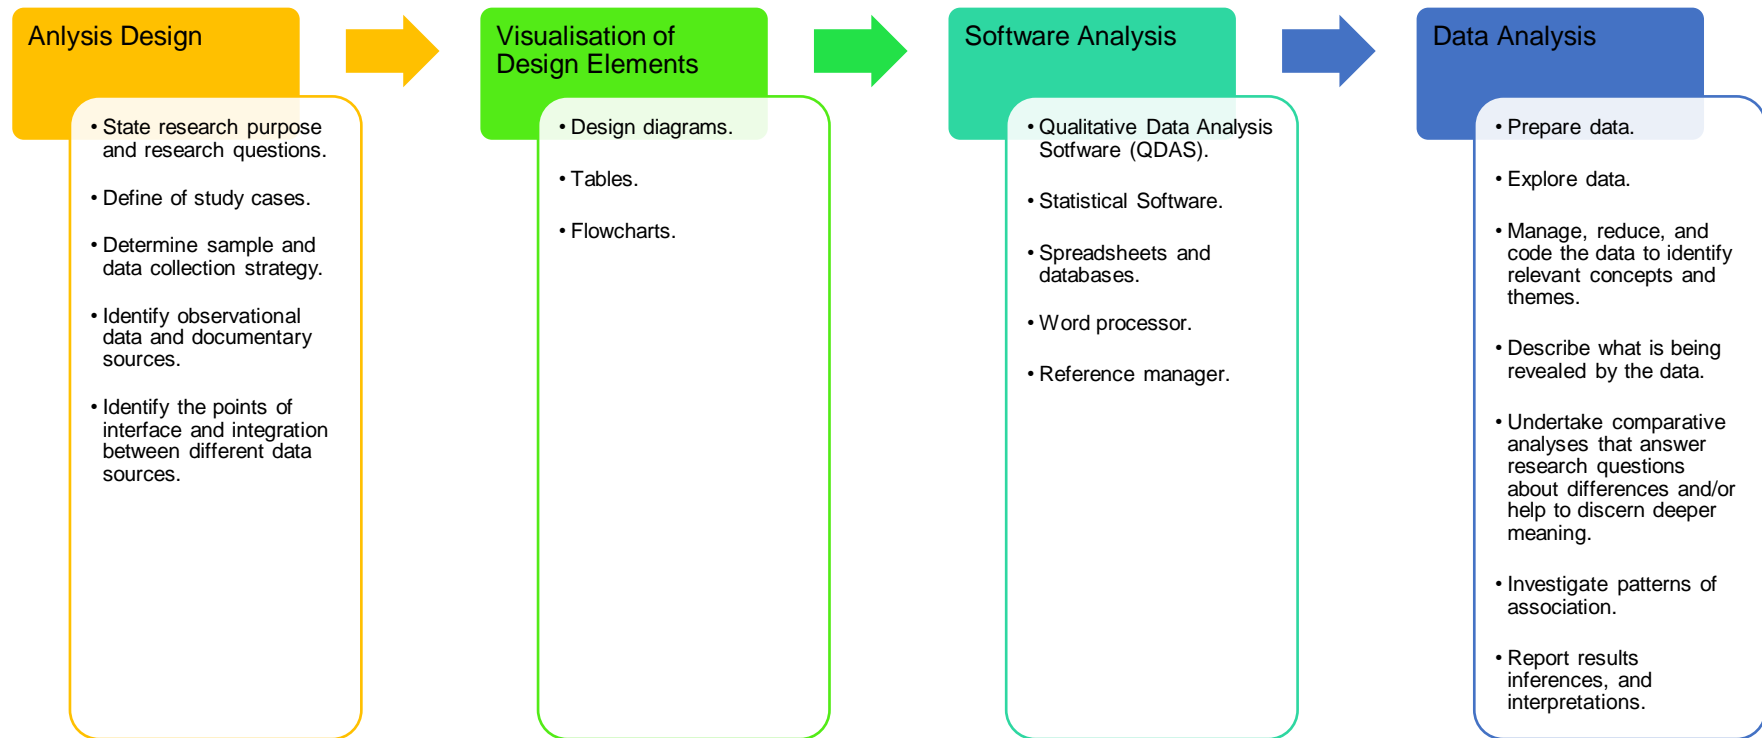 Anlysis Design
• State research purpose
and research questions.
• Define of study cases.
• Determine sample and
data collection strategy.
• Identify observational
data and documentary
sources.
• Identify the points of
interface and integration
between different data
sources.
Visualisation of
Design Elements
• Design diagrams.
• Tables.
• Flowcharts.
Software Analysis
• Qualitative Data Analysis
Sotfware (QDAS).
• Statistical Software.
• Spreadsheets and
databases.
• Word processor.
• Reference manager.
Data Analysis
• Prepare data.
• Explore data.
• Manage, reduce, and
code the data to identify
relevant concepts and
themes.
• Describe what is being
revealed by the data.
• Undertake comparative
analyses that answer
research questions
about differences and/or
help to discern deeper
meaning.
• Investigate patterns of
association.
• Report results
inferences, and
interpretations.